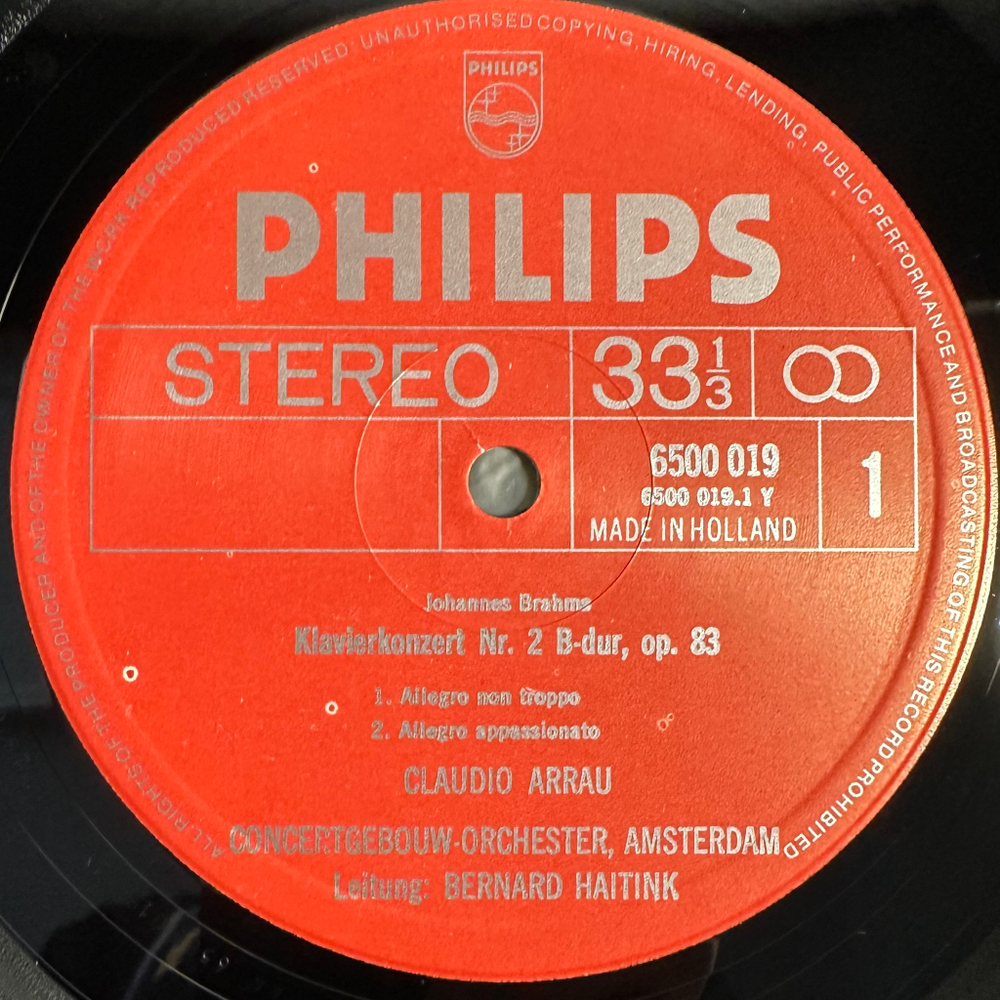 ALL RIGHTS OF THE PRODUCER AND OF THE OWNER OF THE WORK REPRODUCED RESERVED: UNAUTHORISED COPYING, HIRING, LENDING, PUBLIC PERFORMANCE AND BROADCASTING OF THIS RECORD PROHIBITED
PHILIPS
PHILIPS
STEREO 33 1/3
6500 019
6500 019.1 Y
MADE IN HOLLAND
1
Johannes Brahms
Klavierkonzert Nr. 2 B-dur, op. 83
1. Allegro non troppo
2. Allegro appassionato
CLAUDIO ARRAU
CONCERTGEBOUW-ORCHESTER, AMSTERDAM
Leitung: BERNARD HAITINK